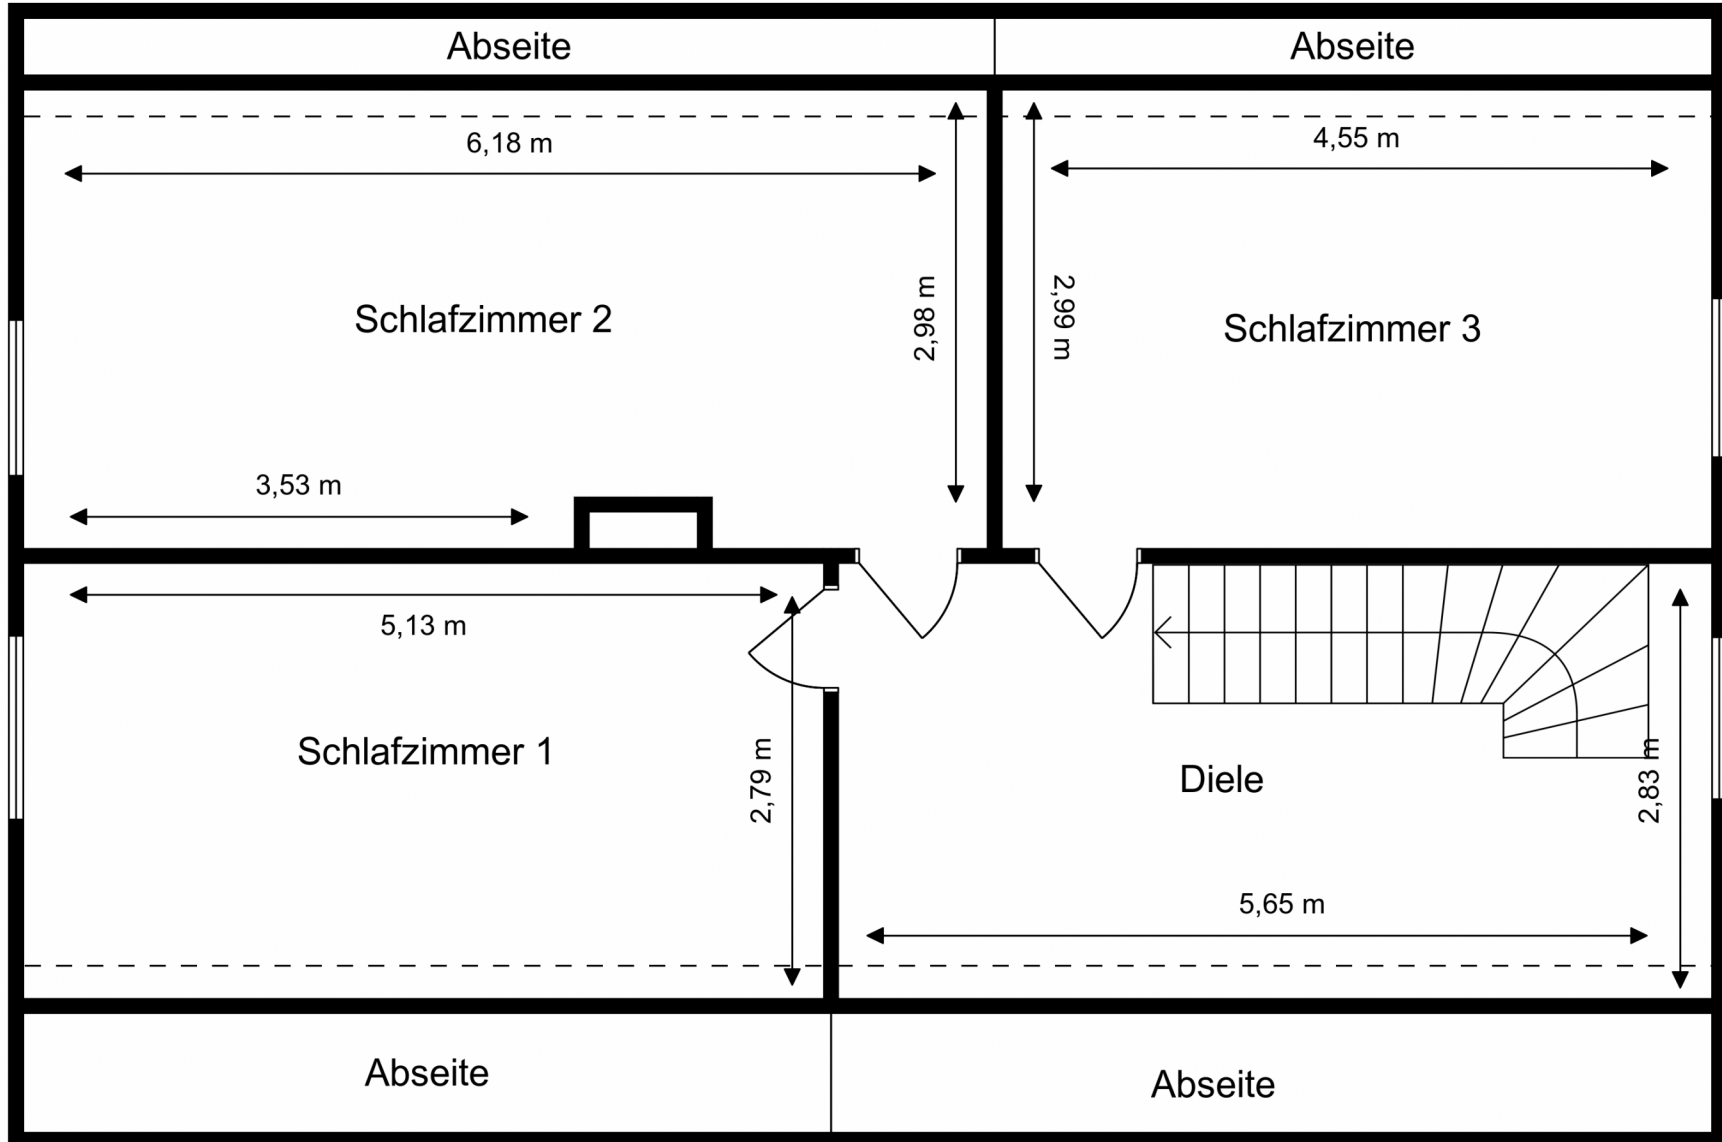 Abseite
Abseite
6,18 m
4,55 m
2,98 m
2,99 m
Schlafzimmer 2
Schlafzimmer 3
3,53 m
5,13 m
Schlafzimmer 1
2,79 m
Diele
2,83 m
5,65 m
Abseite
Abseite